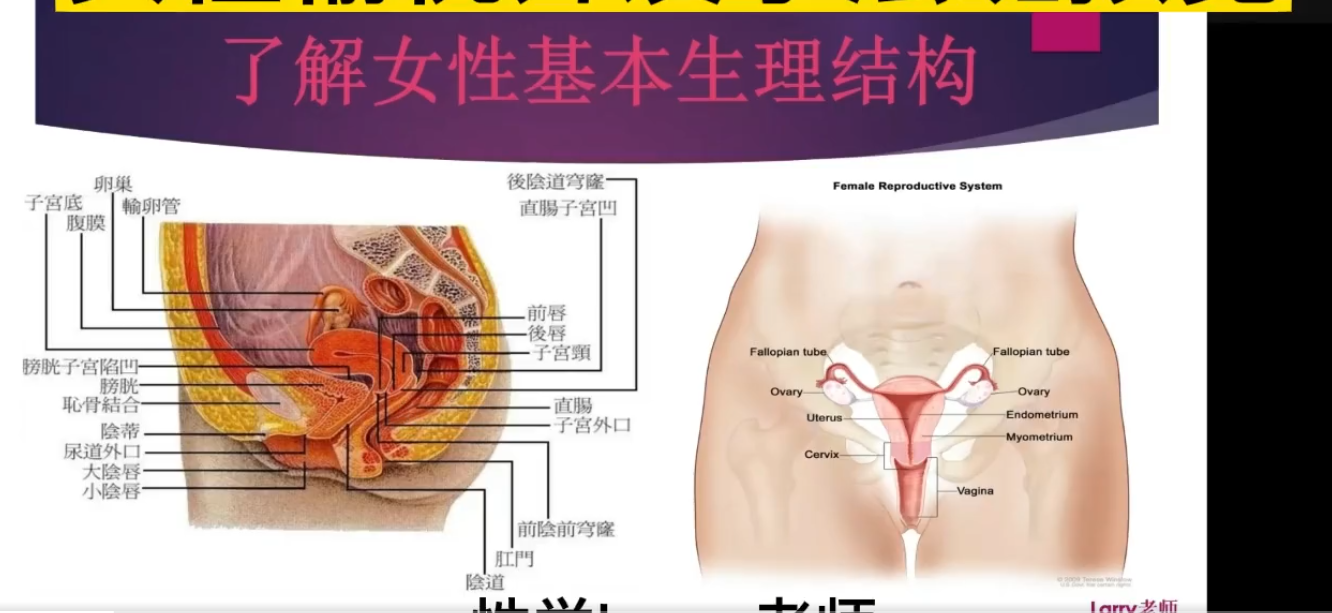 了解女性基本生理结构
卵巢
子宮底
輸卵管
腹膜
後陰道穹窿
直腸子宮凹
前唇
後唇
子宮頸
膀胱子宮陷凹
膀胱
恥骨結合
陰蒂
尿道外口
大陰唇
小陰唇
直腸
子宮外口
前陰前穹窿
肛門
陰道
Female Reproductive System
Fallopian tube
Fallopian tube
Ovary
Ovary
Uterus
Endometrium
Myometrium
Cervix
Vagina
Larry老师